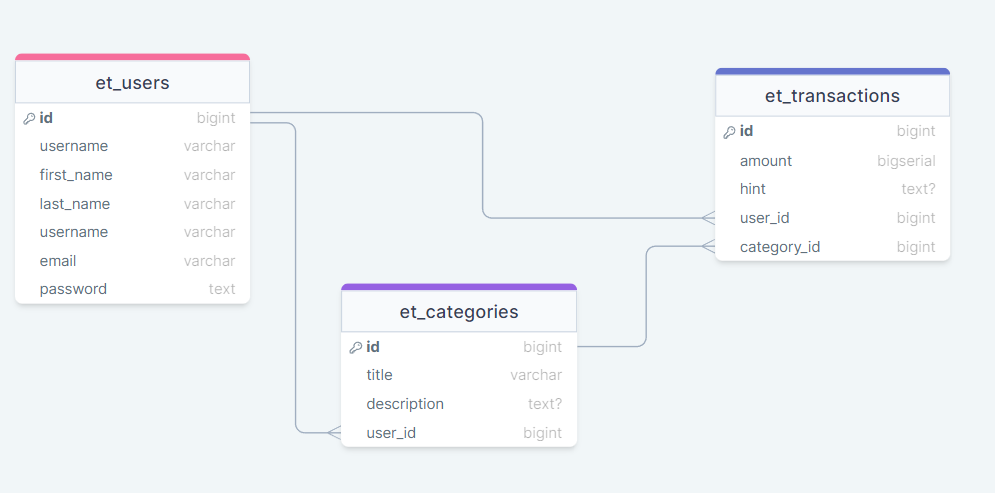 et_users
id bigint
username varchar
first_name varchar
last_name varchar
username varchar
email varchar
password text
et_categories
id bigint
title varchar
description text?
user_id bigint
et_transactions
id bigint
amount bigserial
hint text?
user_id bigint
category_id bigint